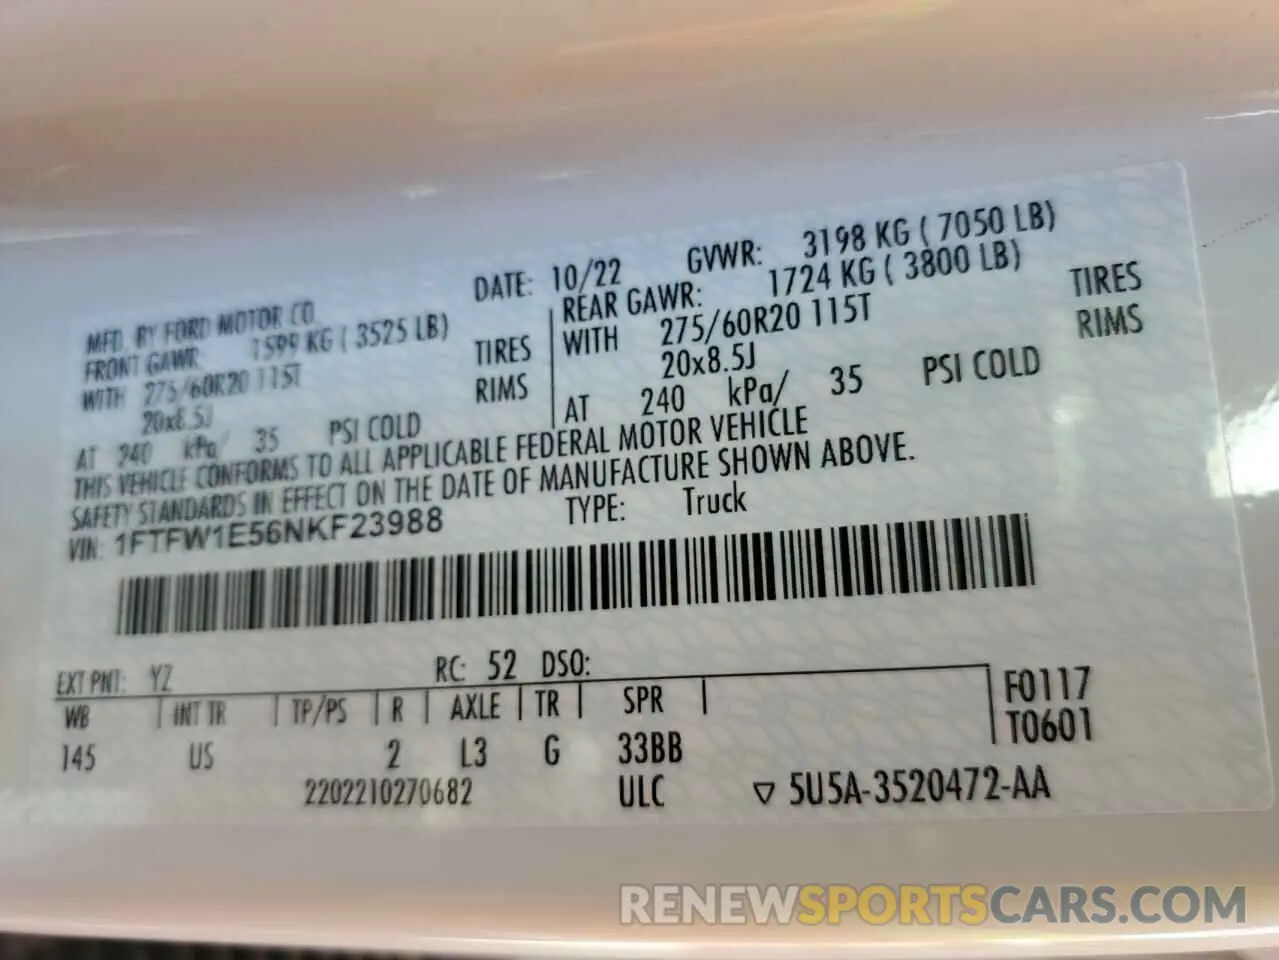 MFD. BY FORD MOTOR CO. DATE: 10/22 GVWR: 3198 KG ( 7050 LB)
FRONT GAWR: 1599 KG ( 3525 LB) REAR GAWR: 1724 KG ( 3800 LB)
WITH 275/60R20 115T TIRES WITH 275/60R20 115T TIRES
20x8.5J RIMS 20x8.5J RIMS
AT 240 kPa/ 35 PSI COLD AT 240 kPa/ 35 PSI COLD
THIS VEHICLE CONFORMS TO ALL APPLICABLE FEDERAL MOTOR VEHICLE
SAFETY STANDARDS IN EFFECT ON THE DATE OF MANUFACTURE SHOWN ABOVE.
VIN: 1FTFW1E56NKF23988 TYPE: Truck
EXT PNT: YZ RC: 52 DSO:
WB INT TR TP/PS R AXLE TR SPR F0117
145 US 2 L3 G 33BB T0601
2202210270682 ULC ▽ 5U5A-3520472-AA
RENEWSPORTSCARS.COM